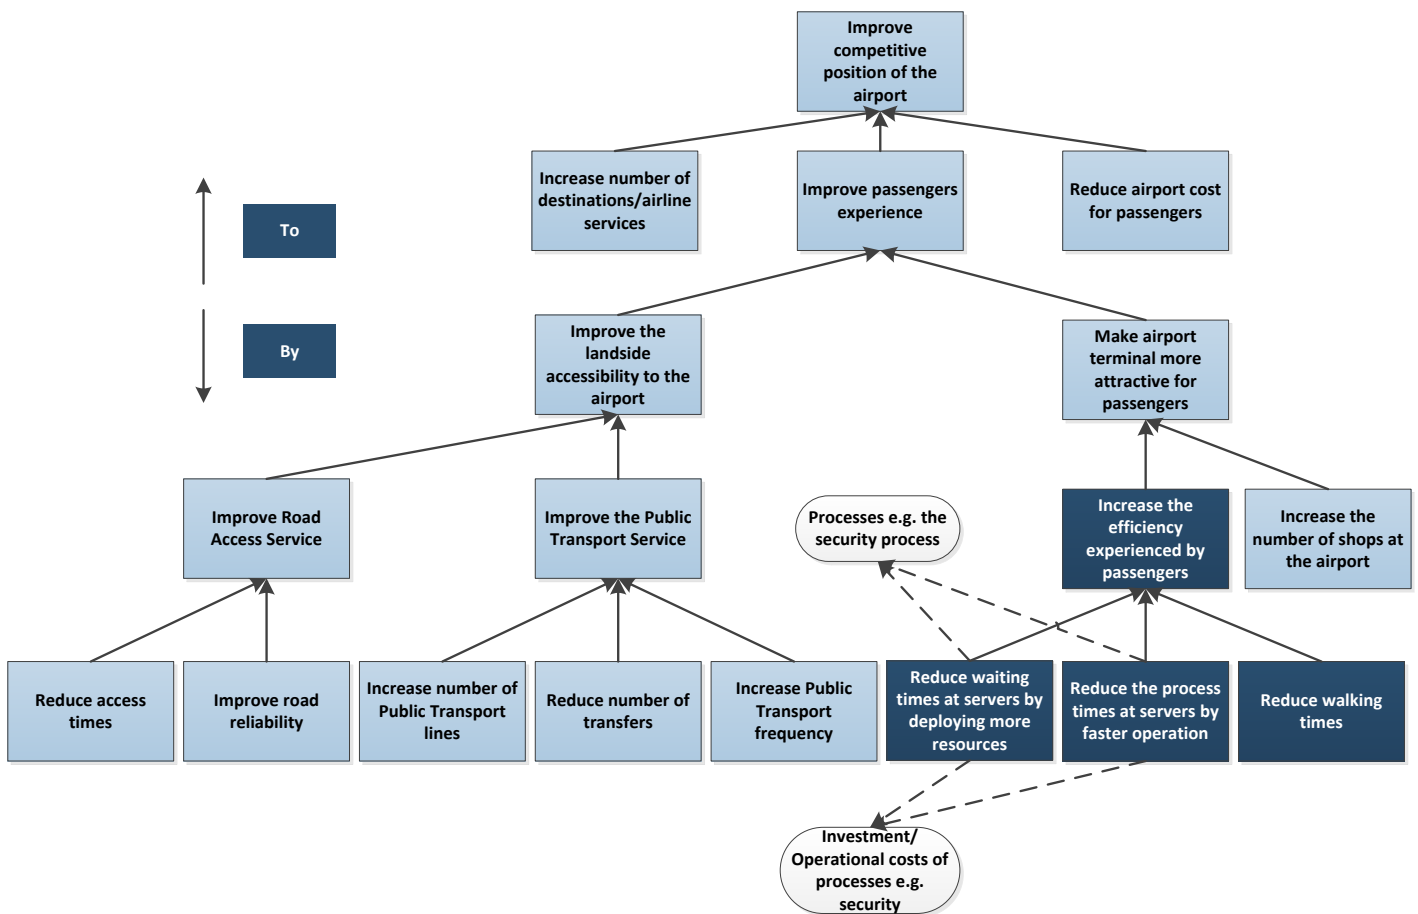 Improve
competitive
position of the
airport
Increase number of
destinations/airline
services
Improve passengers
experience
Reduce airport cost
for passengers
To
By
Improve the
landside
accessibility to the
airport
Make airport
terminal more
attractive for
passengers
Improve Road
Access Service
Improve the Public
Transport Service
Processes e.g. the
security process
Increase the
efficiency
experienced by
passengers
Increase the
number of shops at
the airport
Reduce access
times
Improve road
reliability
Increase number of
Public Transport
lines
Reduce number of
transfers
Increase Public
Transport
frequency
Reduce waiting
times at servers by
deploying more
resources
Reduce the process
times at servers by
faster operation
Reduce walking
times
Investment/
Operational costs of
processes e.g.
security